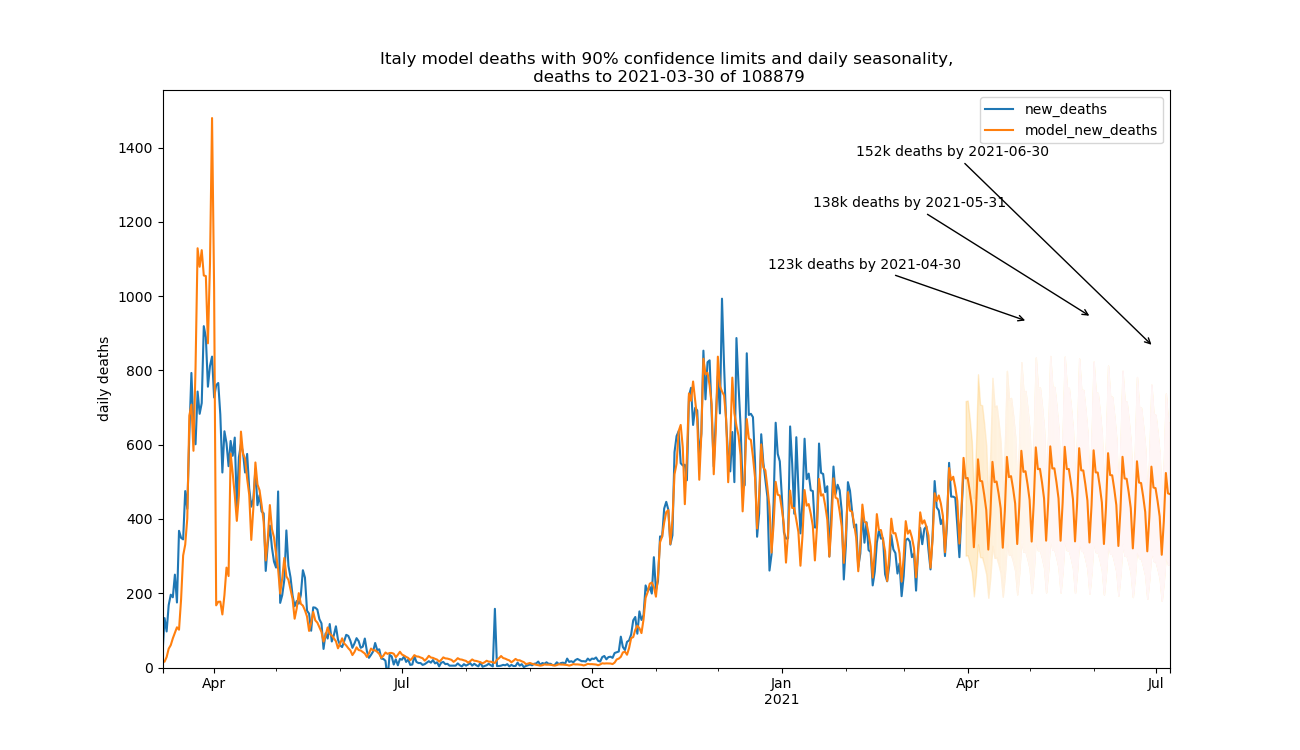 Italy model deaths with 90% confidence limits and daily seasonality,
deaths to 2021-03-30 of 108879
new_deaths
model_new_deaths
152k deaths by 2021-06-30
138k deaths by 2021-05-31
123k deaths by 2021-04-30
daily deaths
1400
1200
1000
800
600
400
200
0
Apr
Jul
Oct
Jan
2021
Apr
Jul